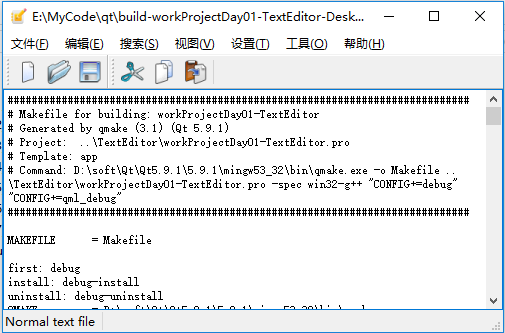 E:\MyCode\qt\build-workProjectDay01-TextEditor-Desk...
文件(F) 编辑(E) 搜索(S) 视图(V) 设置(T) 工具(O) 帮助(H)
###############################################################
# Makefile for building: workProjectDay01-TextEditor
# Generated by qmake (3.1) (Qt 5.9.1)
# Project:  ..\TextEditor\workProjectDay01-TextEditor.pro
# Template: app
# Command: D:\soft\Qt\Qt5.9.1\5.9.1\mingw53_32\bin\qmake.exe -o Makefile ..
\TextEditor\workProjectDay01-TextEditor.pro -spec win32-g++ "CONFIG+=debug"
"CONFIG+=qml_debug"
###############################################################
MAKEFILE      = Makefile
first: debug
install: debug-install
uninstall: debug-uninstall
Normal text file